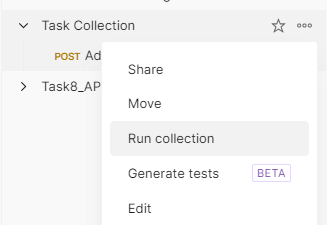 Task Collection
POST Ad
Share
Task8_AP
Move
Run collection
Generate tests BETA
Edit